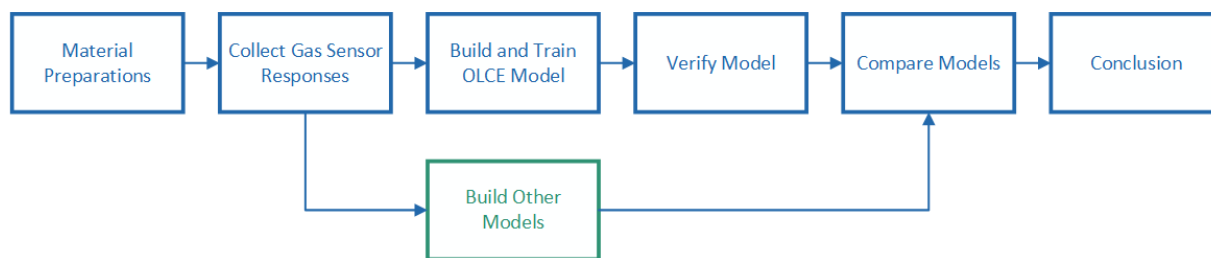 Material
Preparations
Collect Gas Sensor
Responses
Build and Train
OLCE Model
Verify Model
Compare Models
Conclusion
Build Other
Models